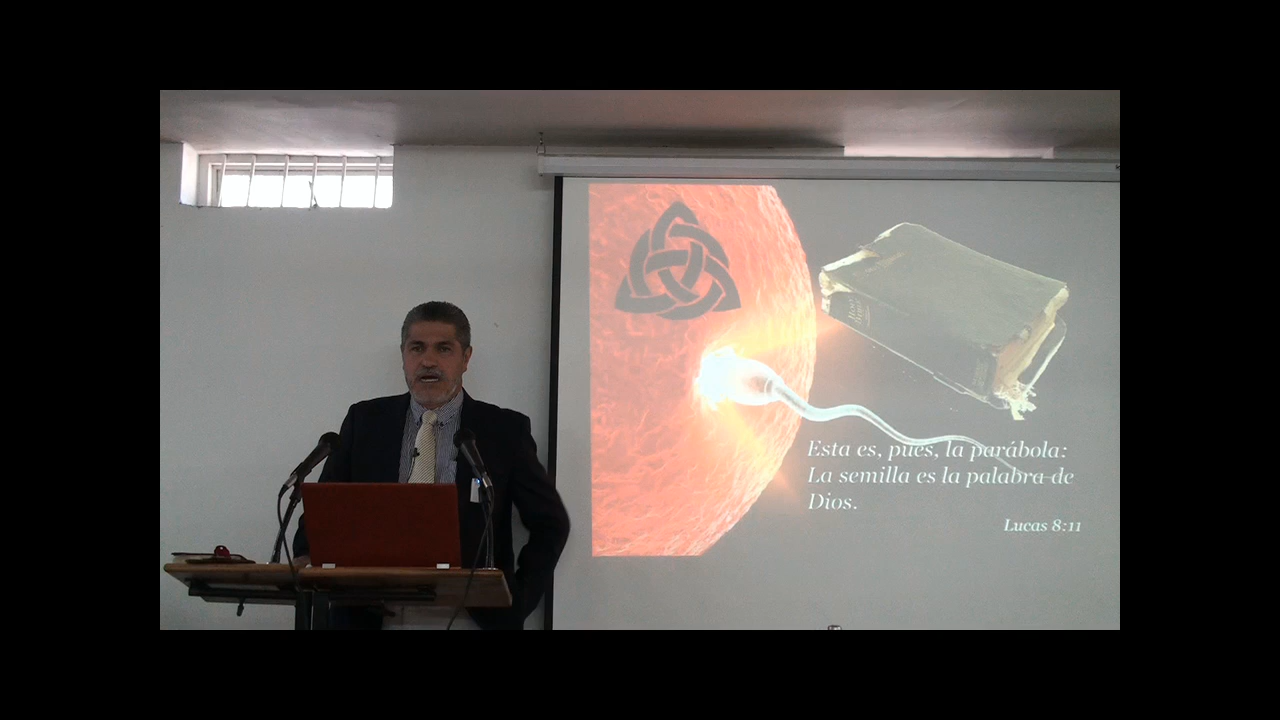 Esta es, pues, la parábola:
La semilla es la palabra de
Dios.
Lucas 8:11